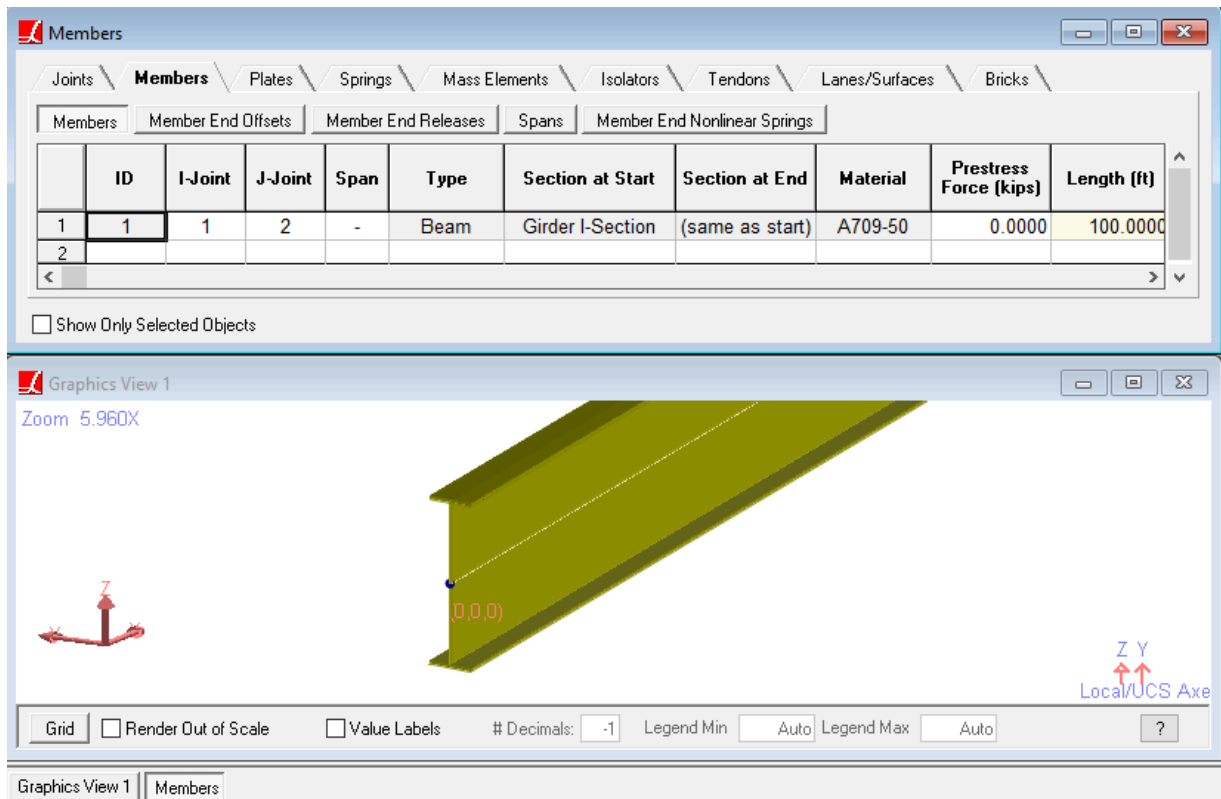 Members
Joints Members Plates Springs Mass Elements Isolators Tendons Lanes/Surfaces Bricks
Members Member End Offsets Member End Releases Spans Member End Nonlinear Springs
ID I-Joint J-Joint Span Type Section at Start Section at End Material Prestress Force (kips) Length (ft)
1 1 1 2 - Beam Girder I-Section (same as start) A709-50 0.0000 100.0000
2
Show Only Selected Objects
Graphics View 1
Zoom 5.960X
Z
(0,0,0)
Z Y
Local/UCS Axe
Grid Render Out of Scale Value Labels # Decimals: -1 Legend Min Auto Legend Max Auto ?
Graphics View 1 Members